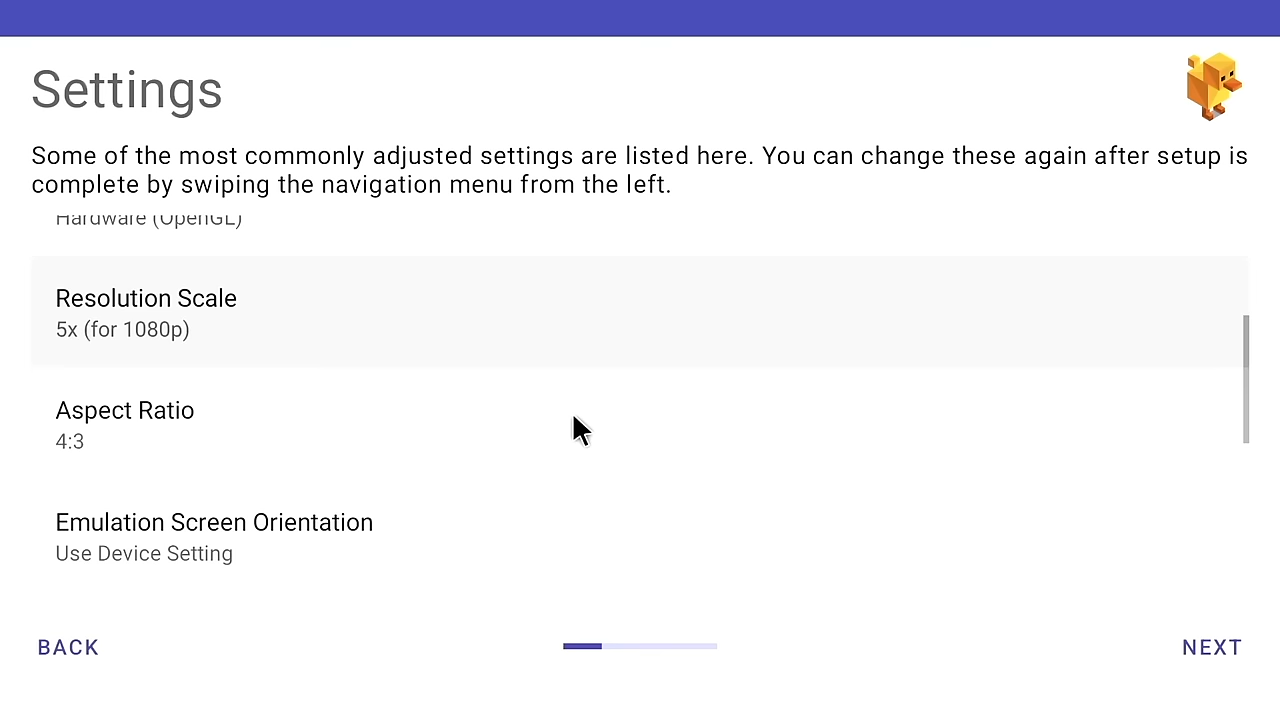 Settings
Some of the most commonly adjusted settings are listed here. You can change these again after setup is
complete by swiping the navigation menu from the left.
Hardware (OpenGL)
Resolution Scale
5x (for 1080p)
Aspect Ratio
4:3
Emulation Screen Orientation
Use Device Setting
BACK
NEXT